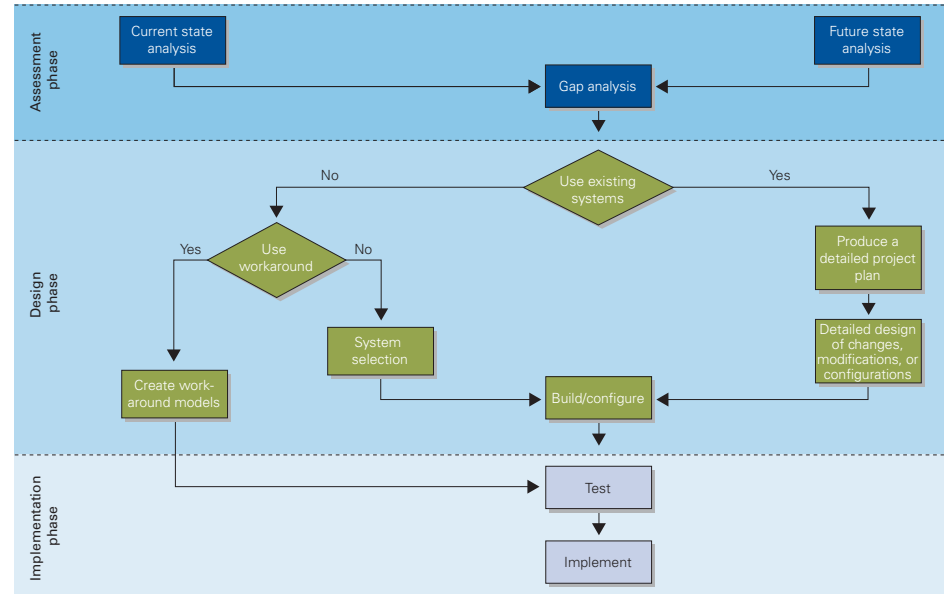 Assessment
phase
Current state
analysis
Future state
analysis
Gap analysis
Design
phase
Use existing
systems
No
Yes
Use
workaround
Yes
No
Produce a
detailed project
plan
System
selection
Detailed design
of changes,
modifications, or
configurations
Create work-
around models
Build/configure
Implementation
phase
Test
Implement